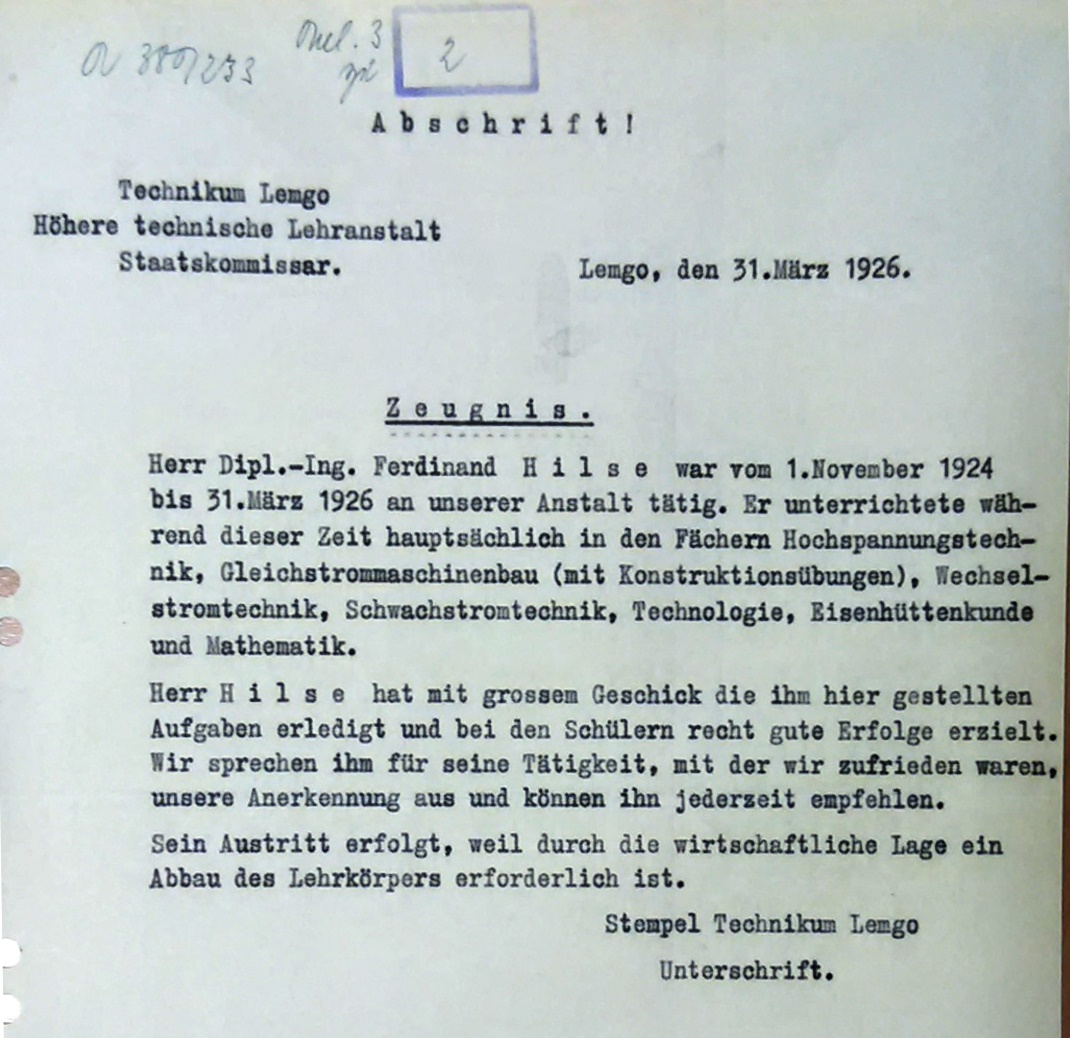 2
Abschrift!
Technikum Lemgo
Höhere technische Lehranstalt
Staatskommissar.
Lemgo, den 31.März 1926.
Zeugnis.
Herr Dipl.-Ing. Ferdinand Hilse war vom 1.November 1924
bis 31.März 1926 an unserer Anstalt tätig. Er unterrichtete wäh-
rend dieser Zeit hauptsächlich in den Fächern Hochspannungstech-
nik, Gleichstrommaschinenbau (mit Konstruktionsübungen), Wechsel-
stromtechnik, Schwachstromtechnik, Technologie, Eisenhüttenkunde
und Mathematik.
Herr Hilse hat mit grossem Geschick die ihm hier gestellten
Aufgaben erledigt und bei den Schülern recht gute Erfolge erzielt.
Wir sprechen ihm für seine Tätigkeit, mit der wir zufrieden waren,
unsere Anerkennung aus und können ihn jederzeit empfehlen.
Sein Austritt erfolgt, weil durch die wirtschaftliche Lage ein
Abbau des Lehrkörpers erforderlich ist.
Stempel Technikum Lemgo
Unterschrift.